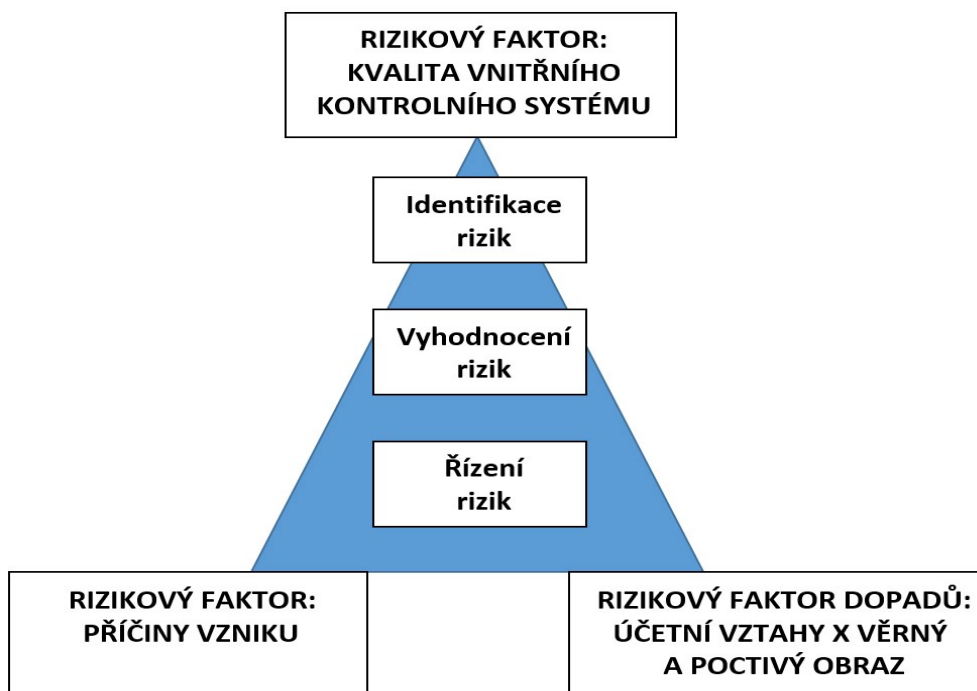 RIZIKOVÝ FAKTOR:
KVALITA VNITŘNÍHO
KONTROLNÍHO SYSTÉMU
Identifikace
rizik
Vyhodnocení
rizik
Řízení
rizik
RIZIKOVÝ FAKTOR:
PŘÍČINY VZNIKU
RIZIKOVÝ FAKTOR DOPADŮ:
ÚČETNÍ VZTAHY X VĚRNÝ
A POCTIVÝ OBRAZ